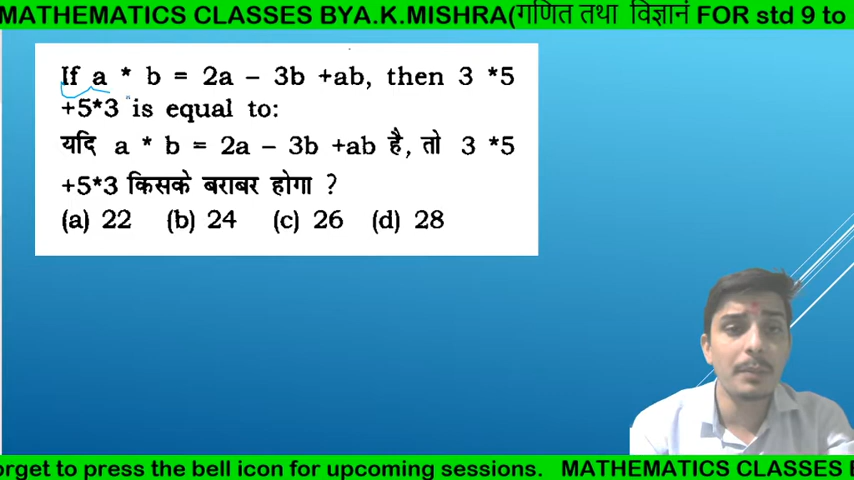 MATHEMATICS CLASSES BYA.K.MISHRA(गणित तथा विज्ञानं FOR std 9 to
If a * b = 2a – 3b +ab, then 3 *5
+5*3 is equal to:
यदि a * b = 2a – 3b +ab है, तो 3 *5
+5*3 किसके बराबर होगा ?
(a) 22 (b) 24 (c) 26 (d) 28
orget to press the bell icon for upcoming sessions. MATHEMATICS CLASSES B